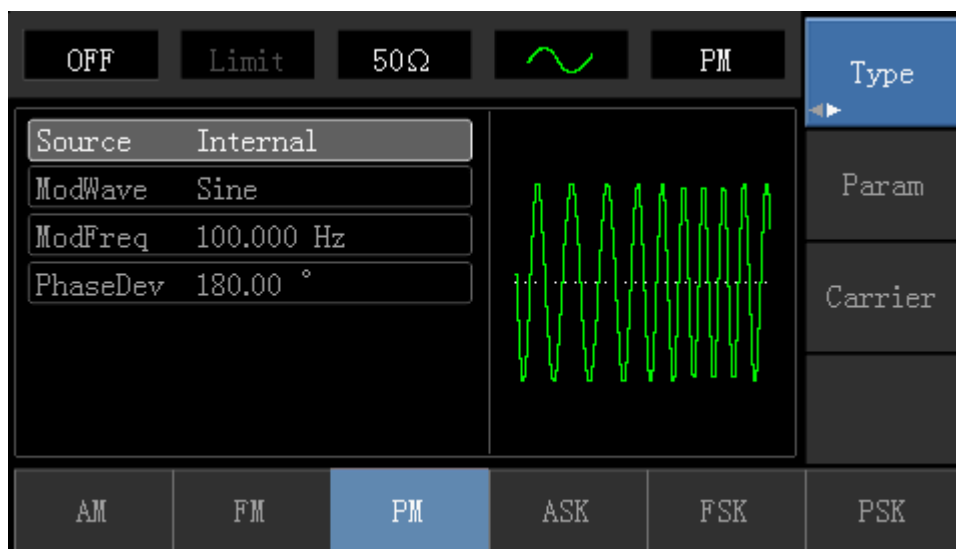 OFF Limit 50Ω PM
Type
Source Internal
ModWave Sine
ModFreq 100.000 Hz
PhaseDev 180.00 °
Param
Carrier
AM FM PM ASK FSK PSK